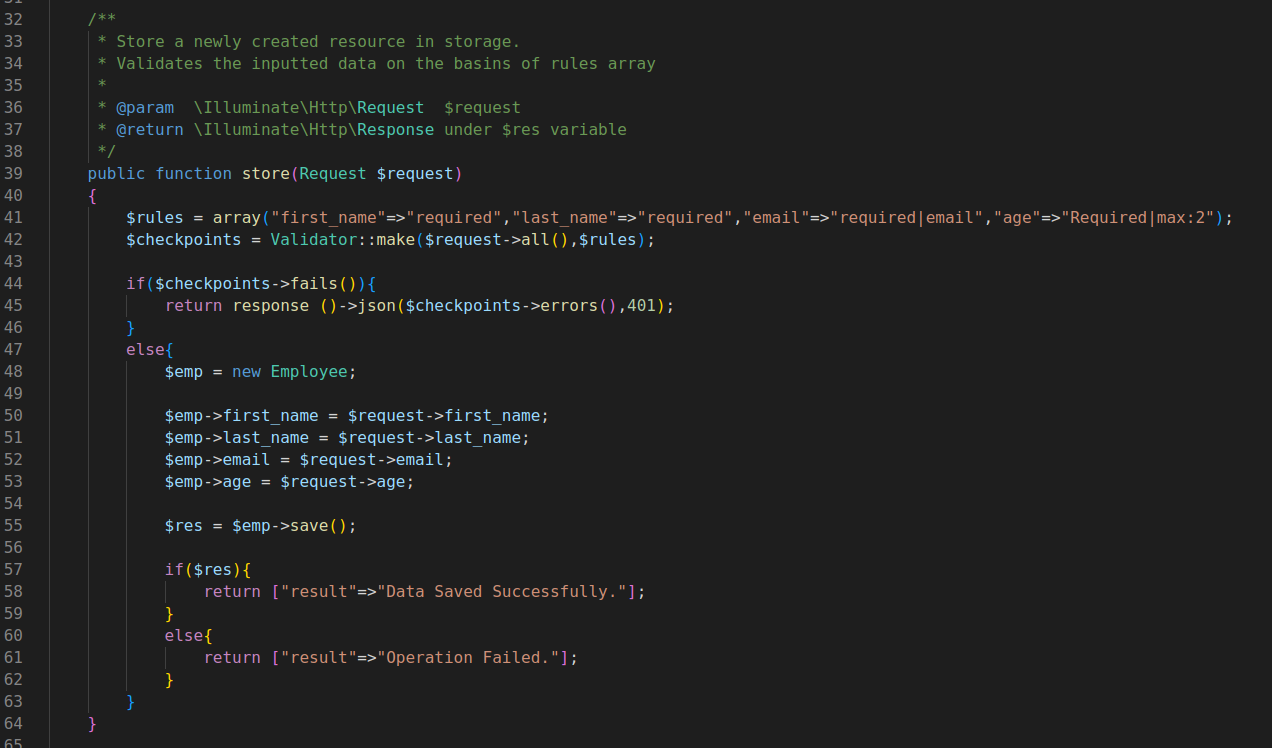 32 /**
33 * Store a newly created resource in storage.
34 * Validates the inputted data on the basins of rules array
35 *
36 * @param  \Illuminate\Http\Request  $request
37 * @return \Illuminate\Http\Response under $res variable
38 */
39 public function store(Request $request)
40 {
41 $rules = array("first_name"=>"required","last_name"=>"required","email"=>"required|email","age"=>"Required|max:2");
42 $checkpoints = Validator::make($request->all(),$rules);
43
44 if($checkpoints->fails()){
45 return response ()->json($checkpoints->errors(),401);
46 }
47 else{
48 $emp = new Employee;
49
50 $emp->first_name = $request->first_name;
51 $emp->last_name = $request->last_name;
52 $emp->email = $request->email;
53 $emp->age = $request->age;
54
55 $res = $emp->save();
56
57 if($res){
58 return ["result"=>"Data Saved Successfully."];
59 }
60 else{
61 return ["result"=>"Operation Failed."];
62 }
63 }
64 }
65